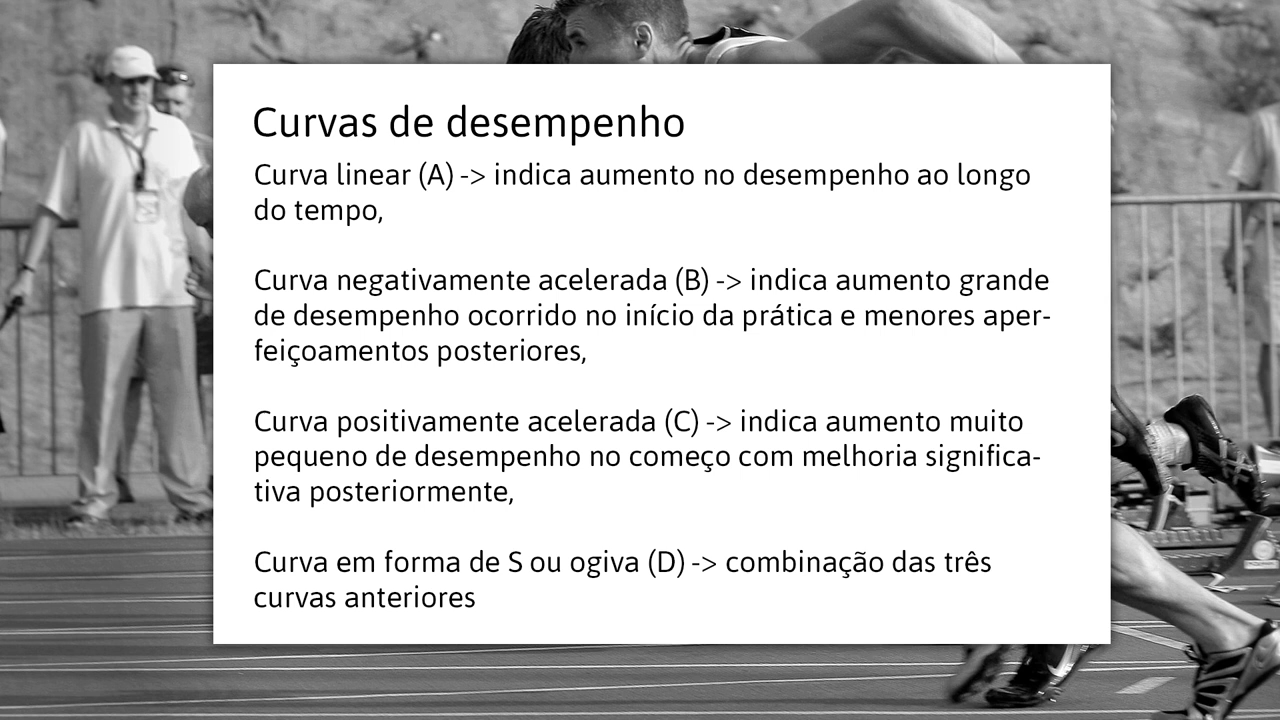 Curvas de desempenho
Curva linear (A) -> indica aumento no desempenho ao longo
do tempo,
Curva negativamente acelerada (B) -> indica aumento grande
de desempenho ocorrido no início da prática e menores aper-
feiçoamentos posteriores,
Curva positivamente acelerada (C) -> indica aumento muito
pequeno de desempenho no começo com melhoria significa-
tiva posteriormente,
Curva em forma de S ou ogiva (D) -> combinação das três
curvas anteriores